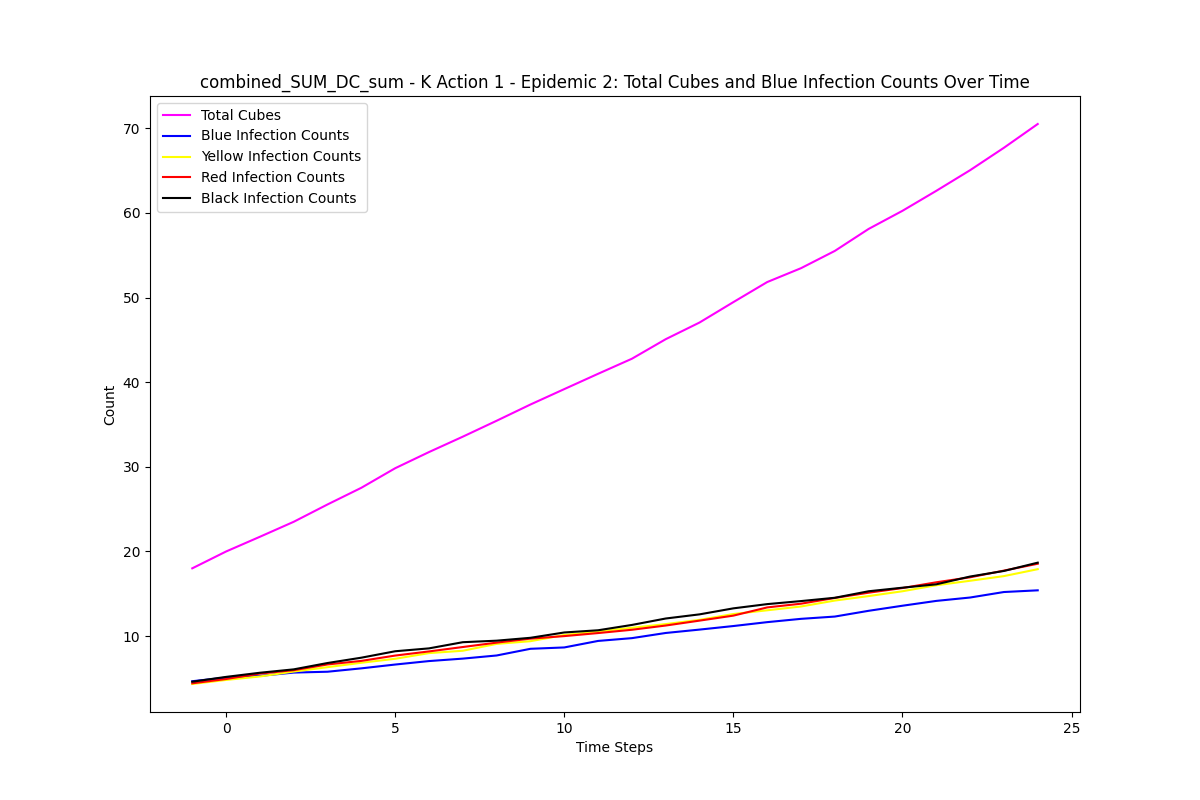 combined_SUM_DC_sum - K Action 1 - Epidemic 2: Total Cubes and Blue Infection Counts Over Time
Total Cubes
Blue Infection Counts
Yellow Infection Counts
Red Infection Counts
Black Infection Counts
70
60
50
40
30
20
10
Count
0 5 10 15 20 25
Time Steps